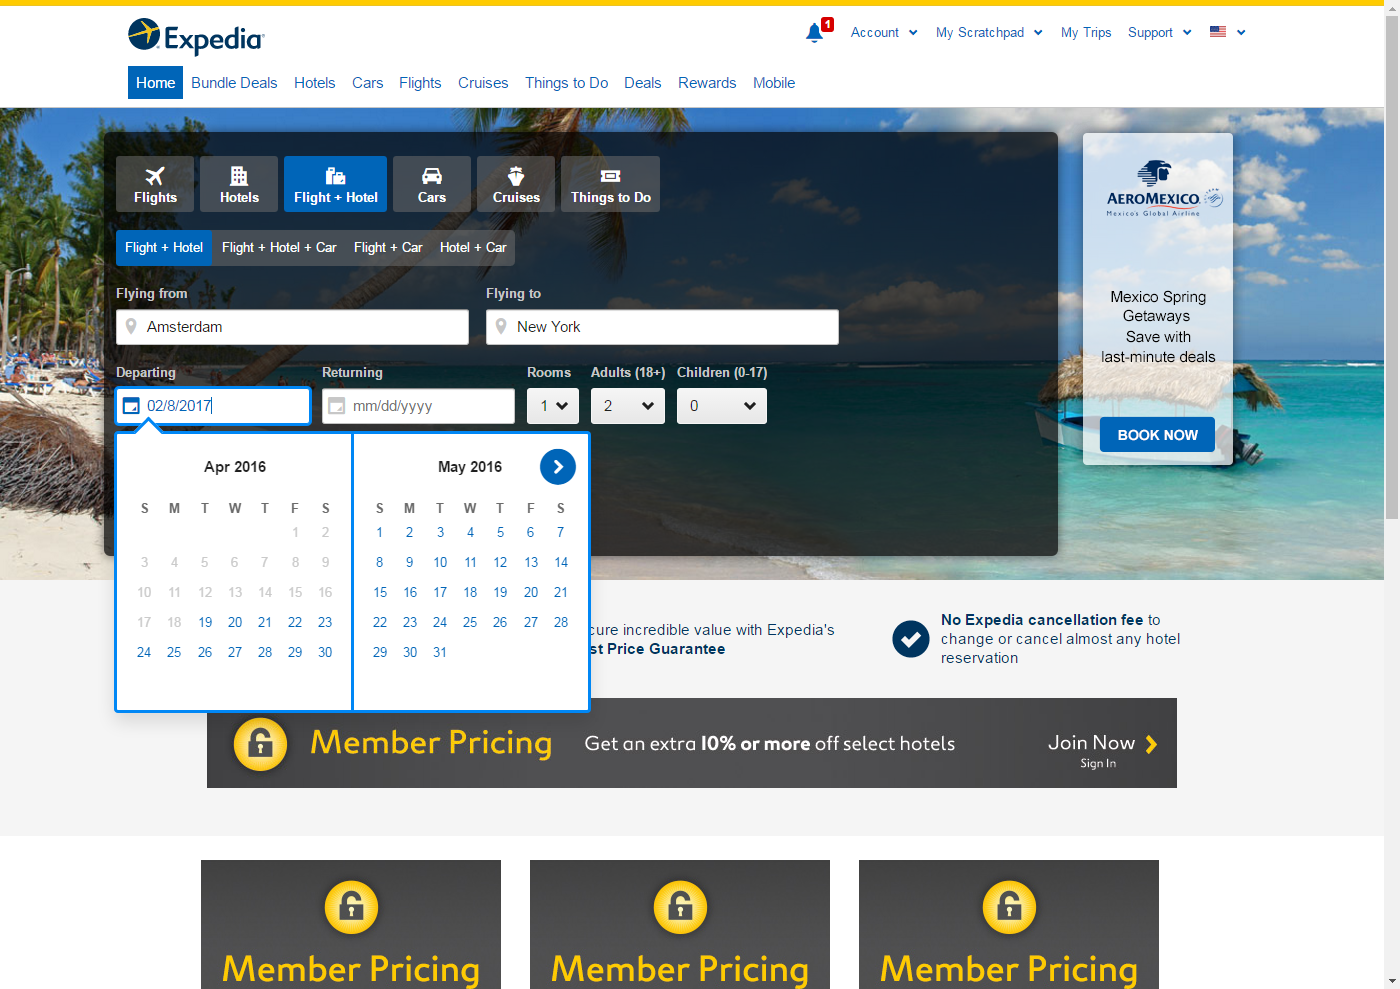 Expedia
1
Account
My Scratchpad
My Trips
Support
Home
Bundle Deals
Hotels
Cars
Flights
Cruises
Things to Do
Deals
Rewards
Mobile
Flights
Hotels
Flight + Hotel
Cars
Cruises
Things to Do
Flight + Hotel
Flight + Hotel + Car
Flight + Car
Hotel + Car
Flying from
Flying to
Amsterdam
New York
Departing
Returning
Rooms
Adults (18+)
Children (0-17)
02/8/2017
mm/dd/yyyy
1
2
0
Apr 2016
S M T W T F S
1 2
3 4 5 6 7 8 9
10 11 12 13 14 15 16
17 18 19 20 21 22 23
24 25 26 27 28 29 30
May 2016
S M T W T F S
1 2 3 4 5 6 7
8 9 10 11 12 13 14
15 16 17 18 19 20 21
22 23 24 25 26 27 28
29 30 31
AEROMEXICO
Mexico's Global Airline
Mexico Spring
Getaways
Save with
last-minute deals
BOOK NOW
cure incredible value with Expedia's
st Price Guarantee
No Expedia cancellation fee to
change or cancel almost any hotel
reservation
Member Pricing
Get an extra 10% or more off select hotels
Join Now
Sign In
Member Pricing
Member Pricing
Member Pricing